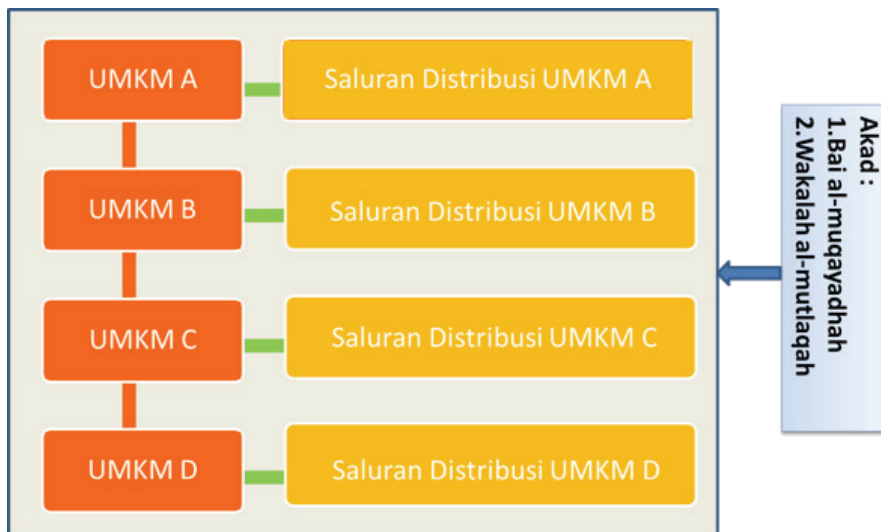 UMKM A
Saluran Distribusi UMKM A
UMKM B
Saluran Distribusi UMKM B
UMKM C
Saluran Distribusi UMKM C
UMKM D
Saluran Distribusi UMKM D
Akad :
1.Bai al-muqayadhah
2.Wakalah al-mutlaqah